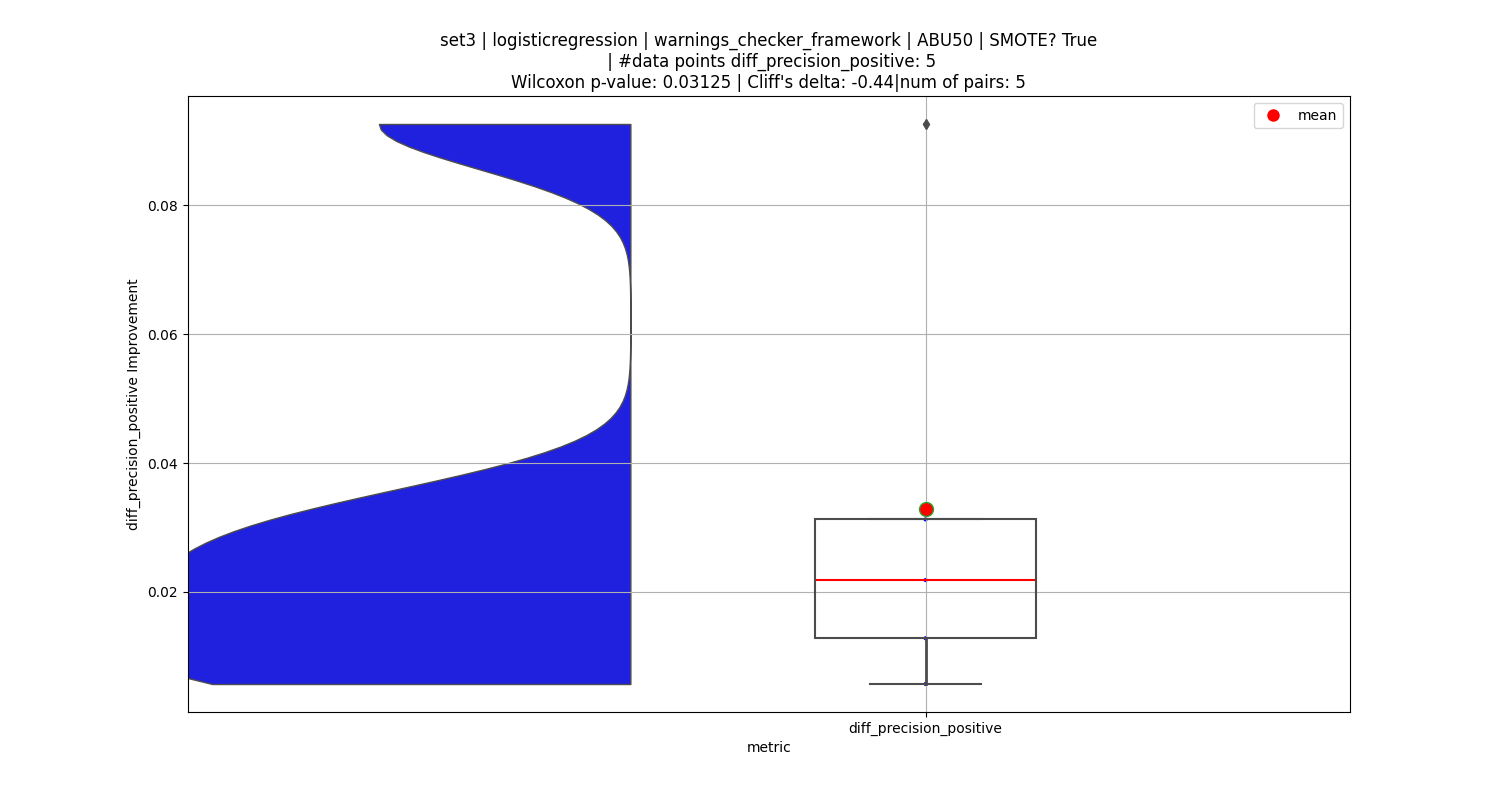 set3 | logisticregression | warnings_checker_framework | ABU50 | SMOTE? True
| #data points diff_precision_positive: 5
Wilcoxon p-value: 0.03125 | Cliff's delta: -0.44|num of pairs: 5
mean
0.08
0.06
0.04
0.02
diff_precision_positive Improvement
diff_precision_positive
metric